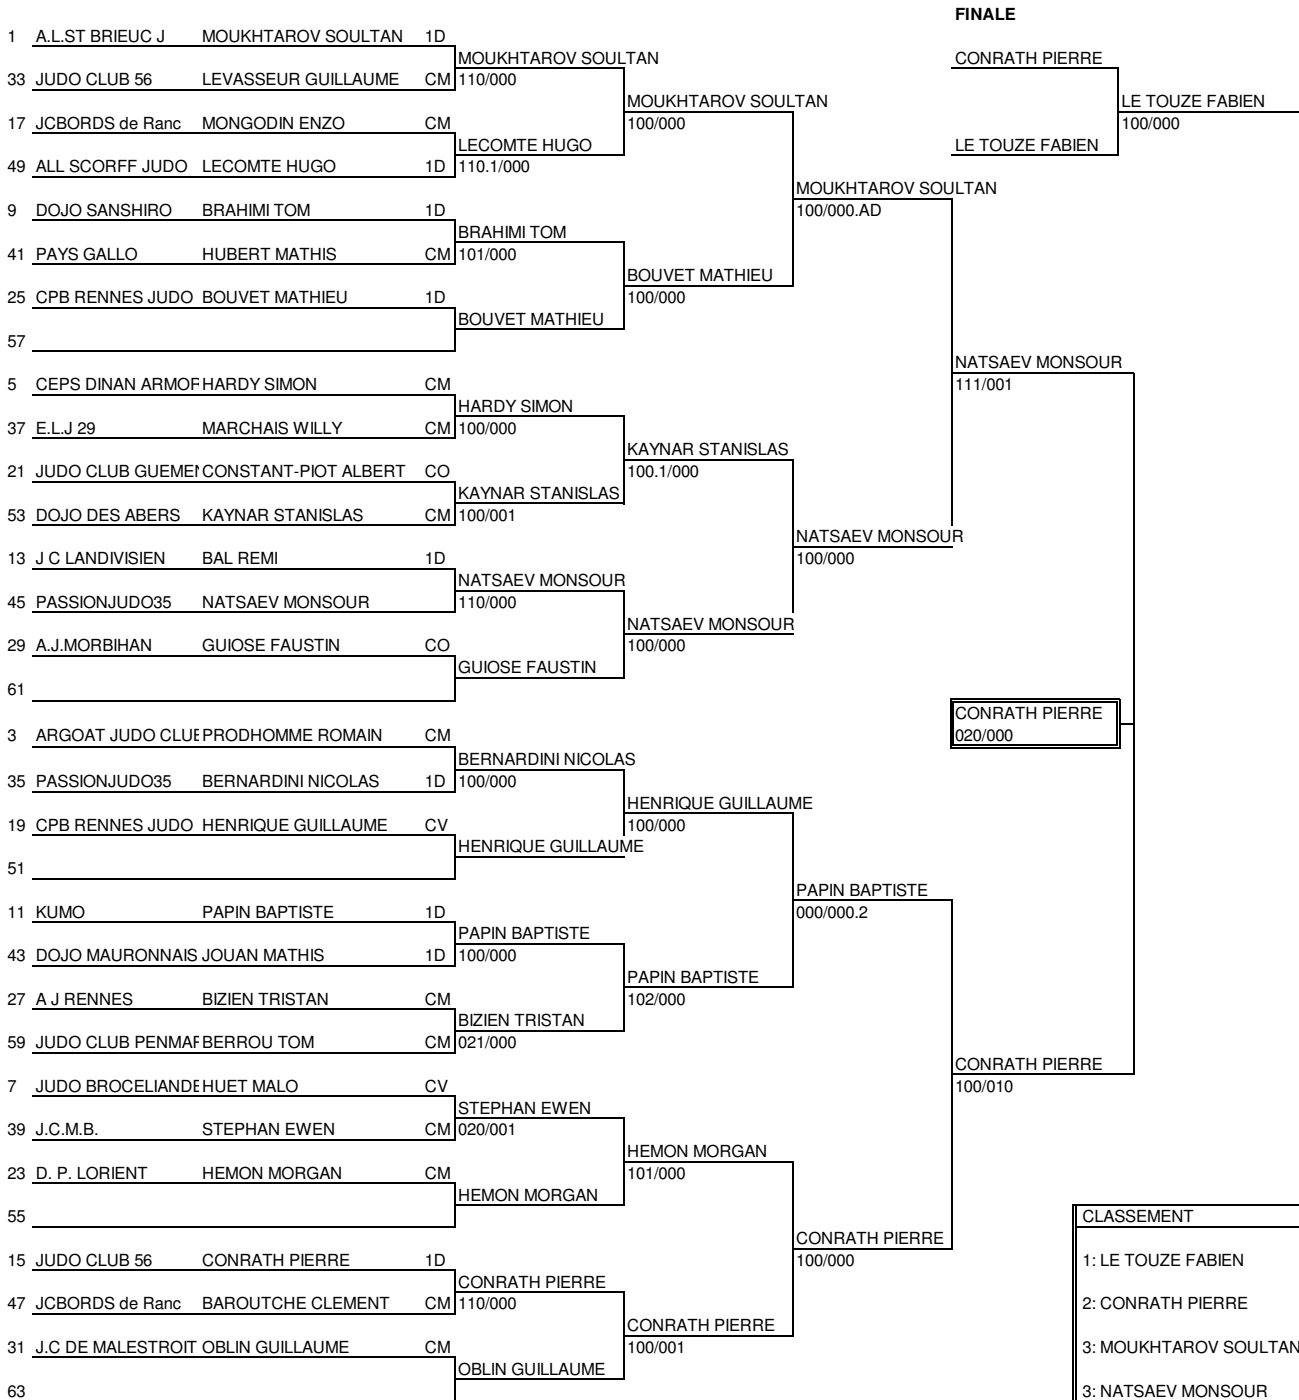 FINALE
1 A.L.ST BRIEUC J MOUKHTAROV SOULTAN 1D
MOUKHTAROV SOULTAN
CONRATH PIERRE
33 JUDO CLUB 56 LEVASSEUR GUILLAUME CM 110/000
MOUKHTAROV SOULTAN
LE TOUZE FABIEN
17 JCBORDS de Ranc MONGODIN ENZO CM
100/000
100/000
LECOMTE HUGO
LE TOUZE FABIEN
49 ALL SCORFF JUDO LECOMTE HUGO 1D 110.1/000
MOUKHTAROV SOULTAN
9 DOJO SANSHIRO BRAHIMI TOM 1D
100/000.AD
BRAHIMI TOM
41 PAYS GALLO HUBERT MATHIS CM 101/000
BOUVET MATHIEU
25 CPB RENNES JUDO BOUVET MATHIEU 1D
100/000
BOUVET MATHIEU
57
NATSAEV MONSOUR
5 CEPS DINAN ARMOR HARDY SIMON CM
111/001
HARDY SIMON
37 E.L.J 29 MARCHAIS WILLY CM 100/000
KAYNAR STANISLAS
21 JUDO CLUB GUEMEN CONSTANT-PIOT ALBERT CO
100.1/000
KAYNAR STANISLAS
53 DOJO DES ABERS KAYNAR STANISLAS CM 100/001
NATSAEV MONSOUR
13 J C LANDIVISIEN BAL REMI 1D
100/000
NATSAEV MONSOUR
45 PASSIONJUDO35 NATSAEV MONSOUR 110/000
NATSAEV MONSOUR
29 A.J.MORBIHAN GUIOSE FAUSTIN CO
100/000
GUIOSE FAUSTIN
61
CONRATH PIERRE
020/000
3 ARGOAT JUDO CLUB PRODHOMME ROMAIN CM
BERNARDINI NICOLAS
35 PASSIONJUDO35 BERNARDINI NICOLAS 1D 100/000
HENRIQUE GUILLAUME
19 CPB RENNES JUDO HENRIQUE GUILLAUME CV
100/000
HENRIQUE GUILLAUME
51
PAPIN BAPTISTE
11 KUMO PAPIN BAPTISTE 1D
000/000.2
PAPIN BAPTISTE
43 DOJO MAURONNAIS JOUAN MATHIS 1D 100/000
PAPIN BAPTISTE
27 A J RENNES BIZIEN TRISTAN CM
102/000
BIZIEN TRISTAN
59 JUDO CLUB PENMAR BERROU TOM CM 021/000
CONRATH PIERRE
7 JUDO BROCELIANDE HUET MALO CV
100/010
STEPHAN EWEN
39 J.C.M.B. STEPHAN EWEN CM 020/001
HEMON MORGAN
23 D. P. LORIENT HEMON MORGAN CM
101/000
HEMON MORGAN
55
CLASSEMENT
CONRATH PIERRE
15 JUDO CLUB 56 CONRATH PIERRE 1D
100/000
1: LE TOUZE FABIEN
CONRATH PIERRE
47 JCBORDS de Ranc BAROUTCHE CLEMENT CM 110/000
2: CONRATH PIERRE
CONRATH PIERRE
31 J.C DE MALESTROIT OBLIN GUILLAUME CM
100/001
3: MOUKHTAROV SOULTAN
OBLIN GUILLAUME
63
3: NATSAEV MONSOUR